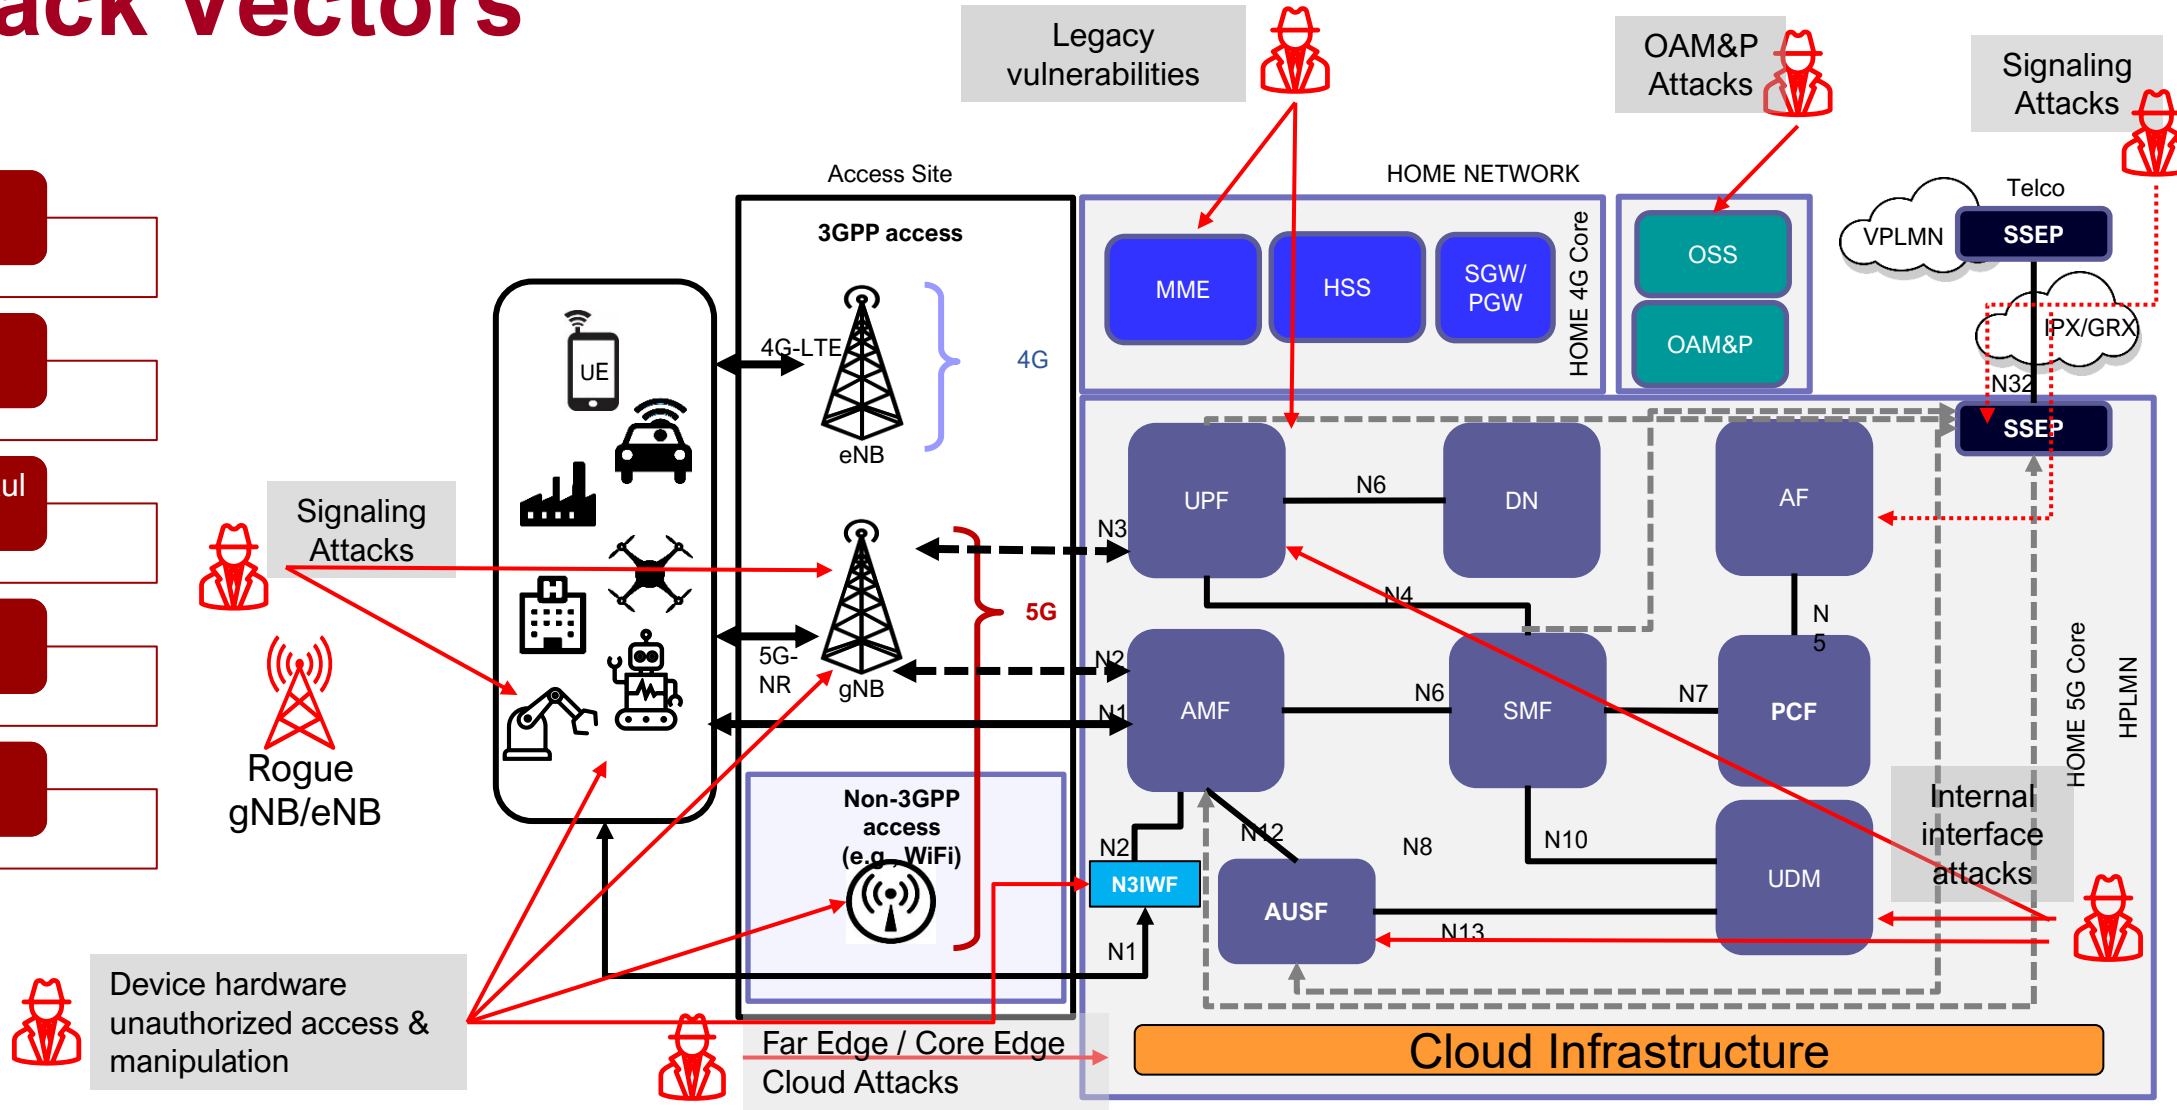 ack Vectors
Legacy
vulnerabilities
OAM&P
Attacks
Signaling
Attacks
Access Site
HOME NETWORK
Telco
3GPP access
MME
HSS
SGW/
PGW
HOME 4G Core
OSS
OAM&P
VPLMN
SSEP
IPX/GRX
N32
SSEP
UE
4G-LTE
4G
eNB
ul
Signaling
Attacks
N3
UPF
N6
DN
AF
N4
N
5
5G
5G-
NR
gNB
N2
N1
AMF
N6
SMF
N7
PCF
HOME 5G Core
HPLMN
Rogue
gNB/eNB
Non-3GPP
access
(e.g., WiFi)
N2
N3IWF
N1
N12
N8
N10
AUSF
N13
UDM
Internal
interface
attacks
Device hardware
unauthorized access &
manipulation
Far Edge / Core Edge
Cloud Attacks
Cloud Infrastructure